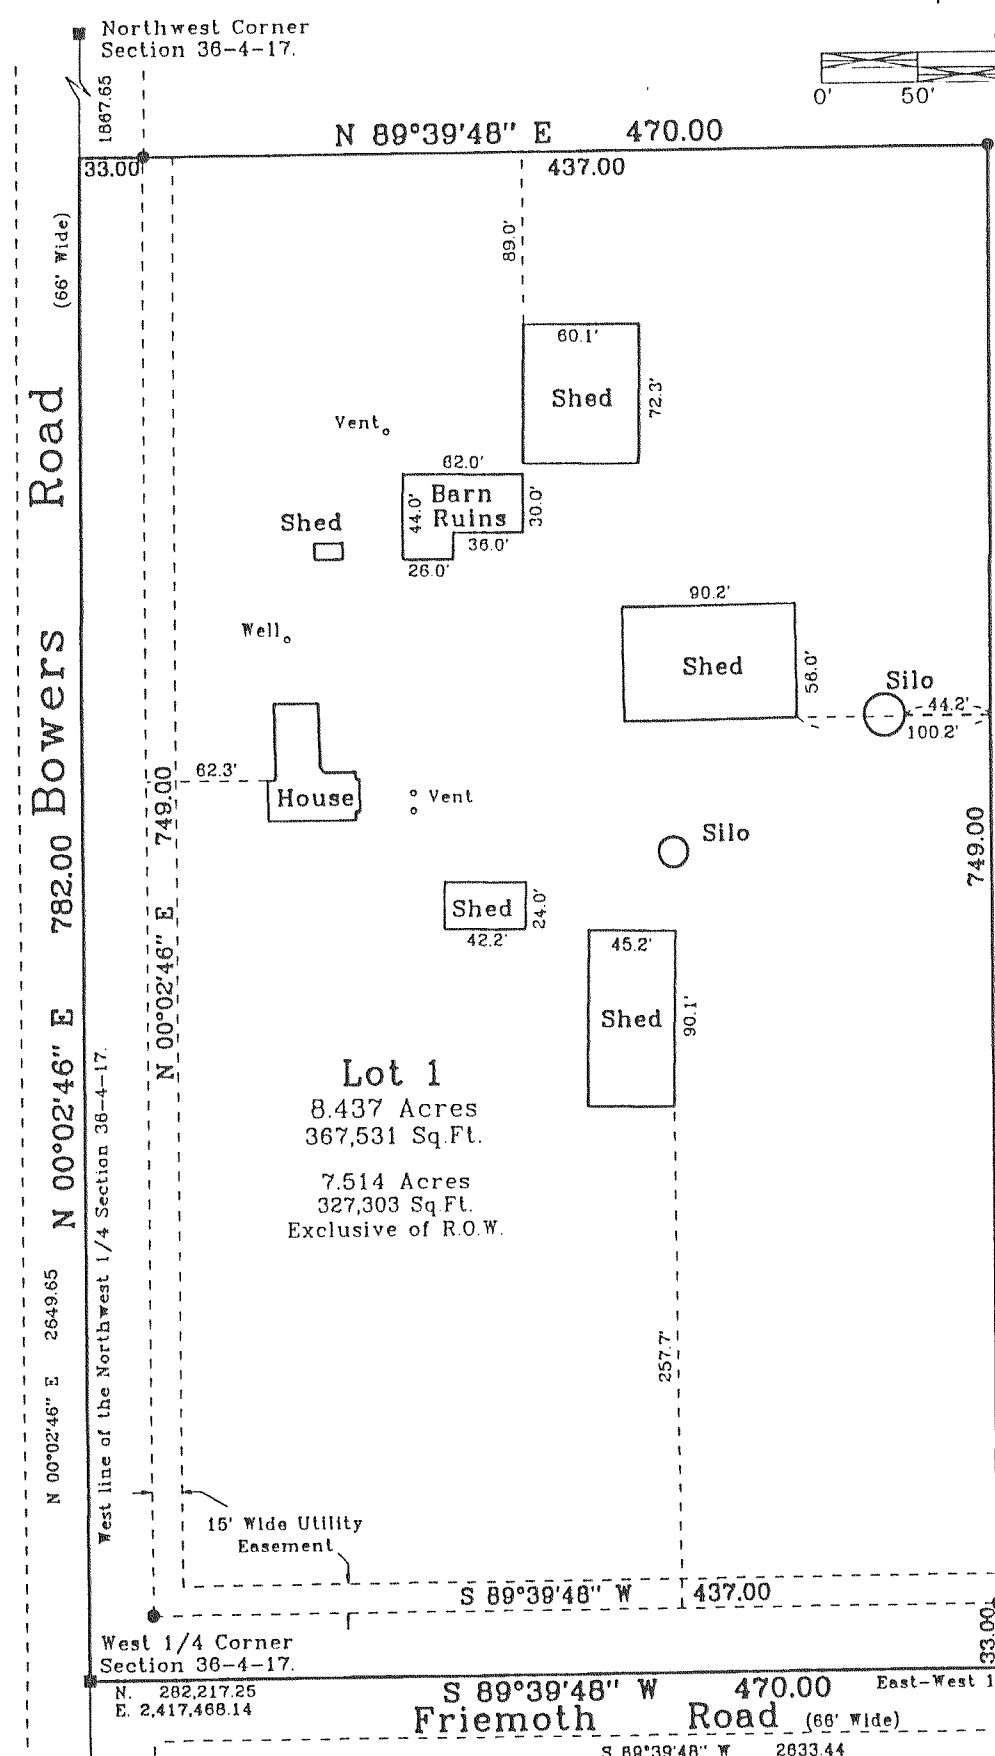 Northwest Corner
Section 36-4-17.
1867.65
0' 50'
N 89°39'48" E 470.00
33.00
437.00
(66' Wide)
89.0'
60.1'
Shed
72.3'
Vent
62.0'
Barn
Ruins
44.0'
30.0'
36.0'
26.0'
Shed
Bowers Road
90.2'
Shed
58.0'
Well
Silo
44.2'
100.2'
62.3'
House
Vent
Silo
749.00
N 00°02'46" E 749.00
N 00°02'46" E 782.00
Shed
24.0'
42.2'
45.2'
Shed
90.1'
Lot 1
8.437 Acres
367,531 Sq.Ft.
7.514 Acres
327,303 Sq.Ft.
Exclusive of R.O.W.
West line of the Northwest 1/4 Section 36-4-17.
N 00°02'46" E 2649.65
257.7'
15' Wide Utility
Easement
S 89°39'48" W 437.00
33.00
West 1/4 Corner
Section 36-4-17.
N. 282,217.25
E. 2,417,468.14
S 89°39'48" W 470.00
East-West 1
Friemoth Road (66' Wide)
S 89°39'48" W 2633.44